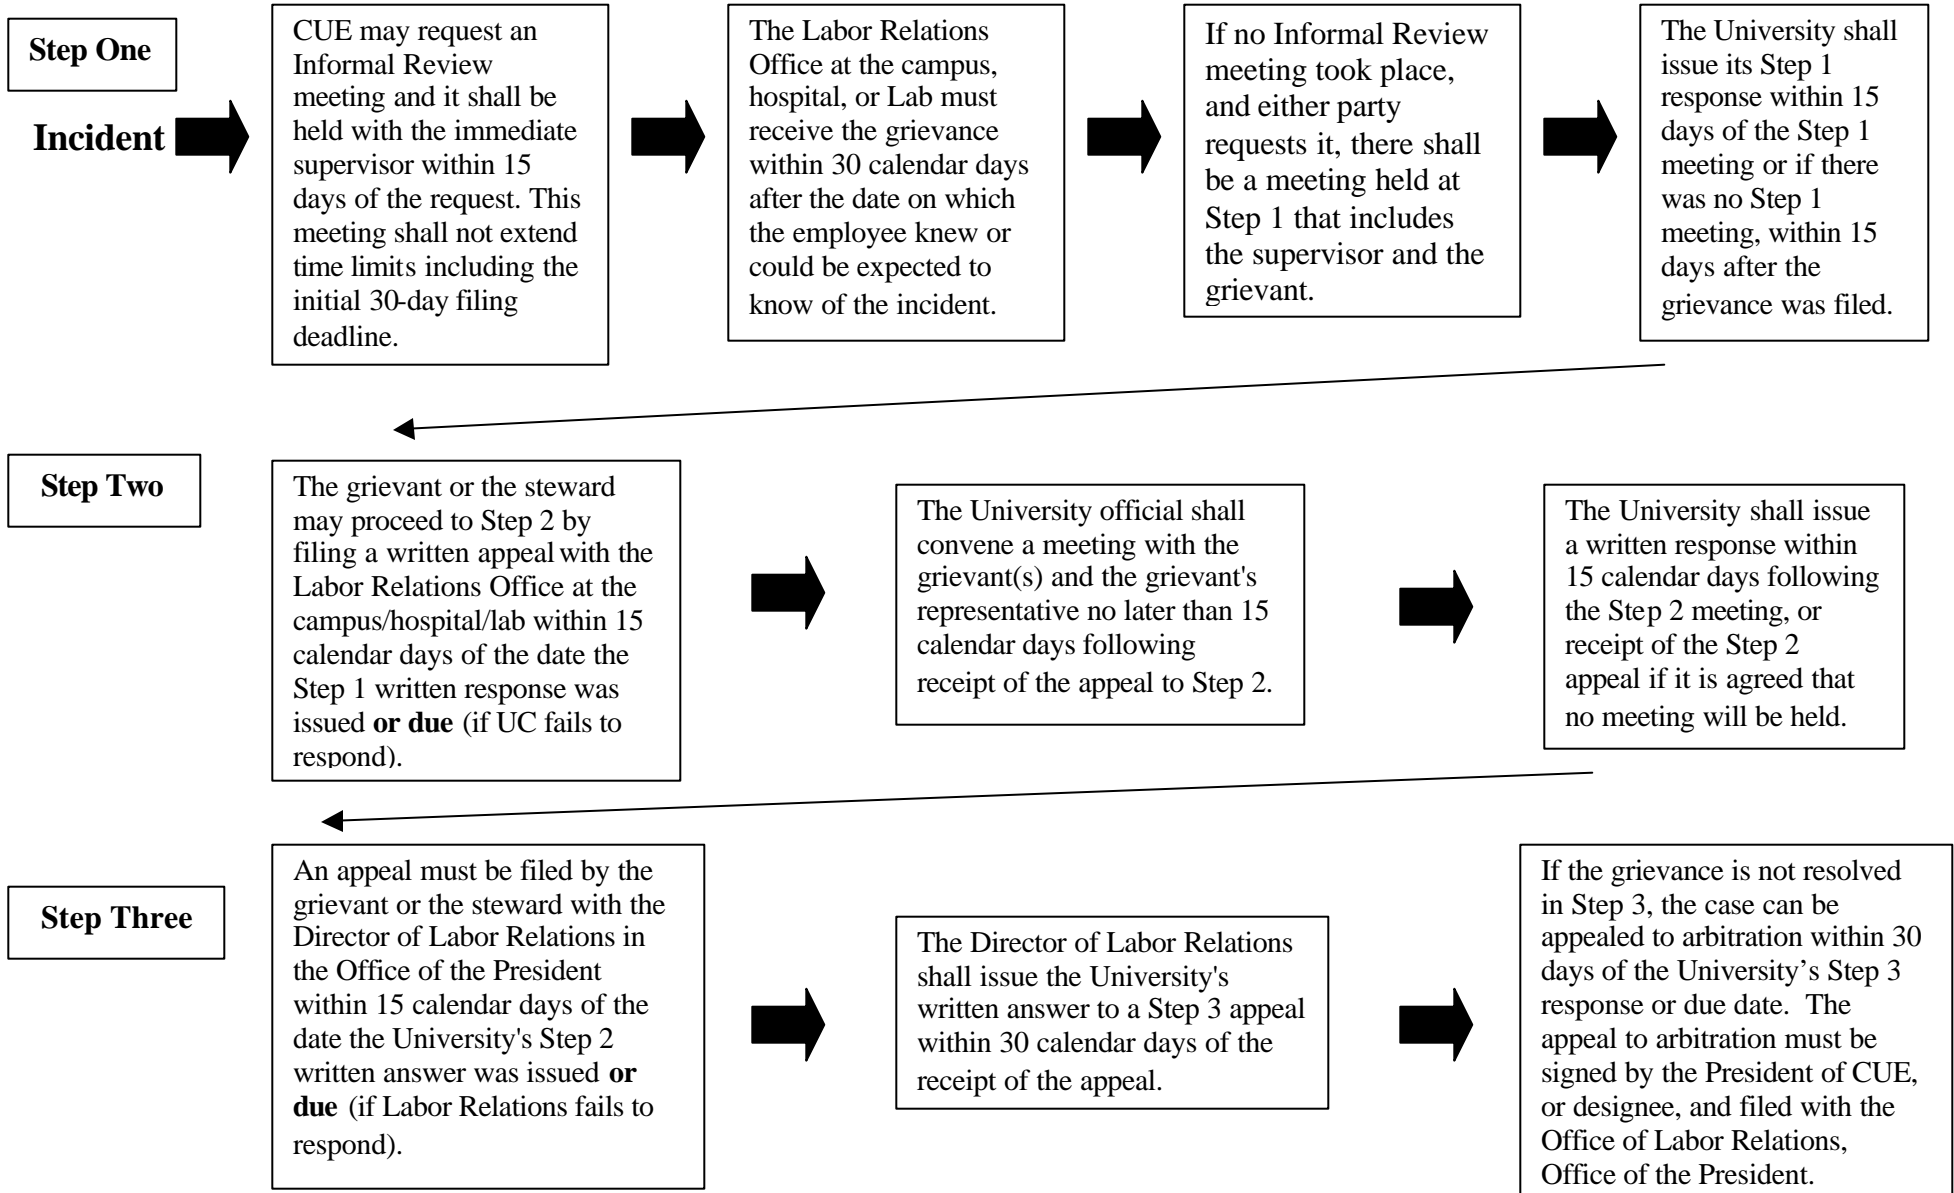 Step One
Incident
CUE may request an
Informal Review
meeting and it shall be
held with the immediate
supervisor within 15
days of the request. This
meeting shall not extend
time limits including the
initial 30-day filing
deadline.
The Labor Relations
Office at the campus,
hospital, or Lab must
receive the grievance
within 30 calendar days
after the date on which
the employee knew or
could be expected to
know of the incident.
If no Informal Review
meeting took place,
and either party
requests it, there shall
be a meeting held at
Step 1 that includes
the supervisor and the
grievant.
The University shall
issue its Step 1
response within 15
days of the Step 1
meeting or if there
was no Step 1
meeting, within 15
days after the
grievance was filed.
Step Two
The grievant or the steward
may proceed to Step 2 by
filing a written appeal with the
Labor Relations Office at the
campus/hospital/lab within 15
calendar days of the date the
Step 1 written response was
issued or due (if UC fails to
respond).
The University official shall
convene a meeting with the
grievant(s) and the grievant's
representative no later than 15
calendar days following
receipt of the appeal to Step 2.
The University shall issue
a written response within
15 calendar days following
the Step 2 meeting, or
receipt of the Step 2
appeal if it is agreed that
no meeting will be held.
Step Three
An appeal must be filed by the
grievant or the steward with the
Director of Labor Relations in
the Office of the President
within 15 calendar days of the
date the University's Step 2
written answer was issued or
due (if Labor Relations fails to
respond).
The Director of Labor Relations
shall issue the University's
written answer to a Step 3 appeal
within 30 calendar days of the
receipt of the appeal.
If the grievance is not resolved
in Step 3, the case can be
appealed to arbitration within 30
days of the University’s Step 3
response or due date.  The
appeal to arbitration must be
signed by the President of CUE,
or designee, and filed with the
Office of Labor Relations,
Office of the President.